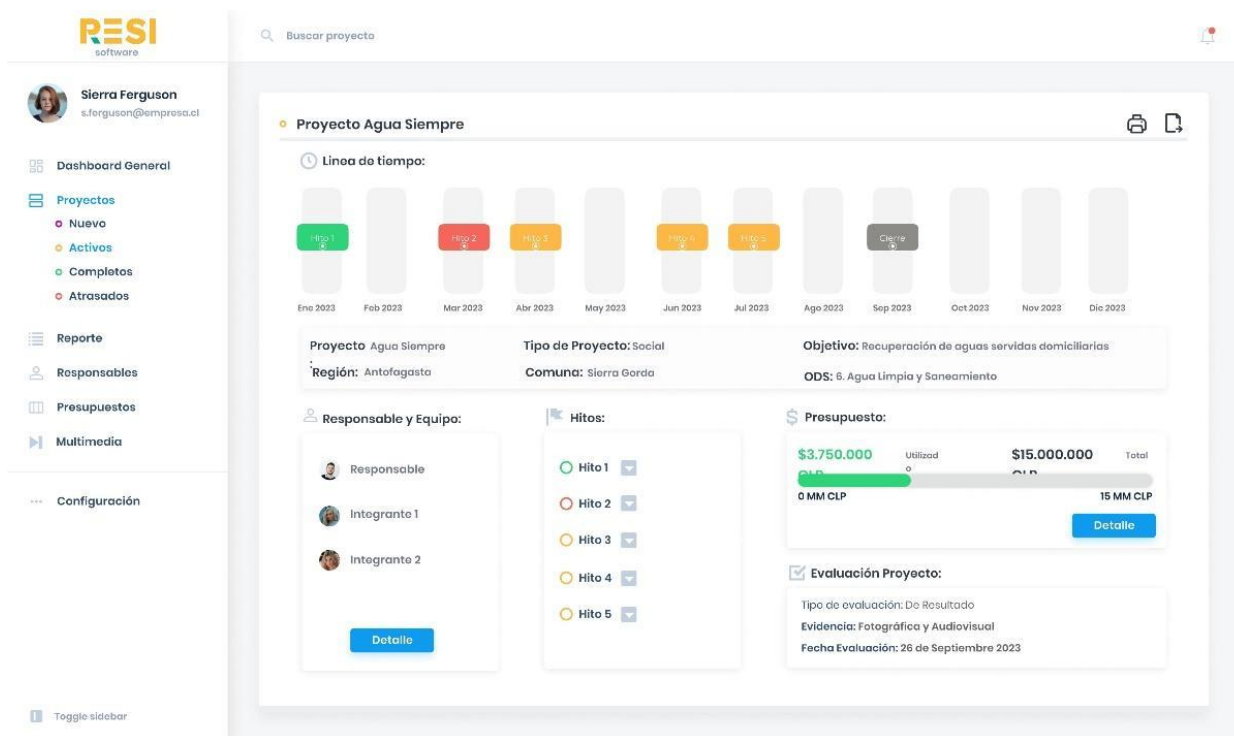 RESI
software
Buscar proyecto
Sierra Ferguson
s.ferguson@empresa.cl
Dashboard General
Proyectos
Nuevo
Activos
Completos
Atrasados
Reporte
Responsables
Presupuestos
Multimedia
Configuración
Toggle sidebar
Proyecto Agua Siempre
Linea de tiempo:
Hito 1 Hito 2 Hito 3 Hito 4 Hito 5 Cierre
Ene 2023 Feb 2023 Mar 2023 Abr 2023 May 2023 Jun 2023 Jul 2023 Ago 2023 Sep 2023 Oct 2023 Nov 2023 Dic 2023
Proyecto Agua Siempre Tipo de Proyecto: Social Objetivo: Recuperación de aguas servidas domiciliarias
:Región: Antofagasta Comuna: Sierra Gorda ODS: 6. Agua Limpia y Saneamiento
Responsable y Equipo:
Responsable
Integrante 1
Integrante 2
Detalle
Hitos:
Hito 1
Hito 2
Hito 3
Hito 4
Hito 5
Presupuesto:
$3.750.000 Utilizad $15.000.000 Total
CLP o CLP
0 MM CLP 15 MM CLP
Detalle
Evaluación Proyecto:
Tipo de evaluación: De Resultado
Evidencia: Fotográfica y Audiovisual
Fecha Evaluación: 26 de Septiembre 2023